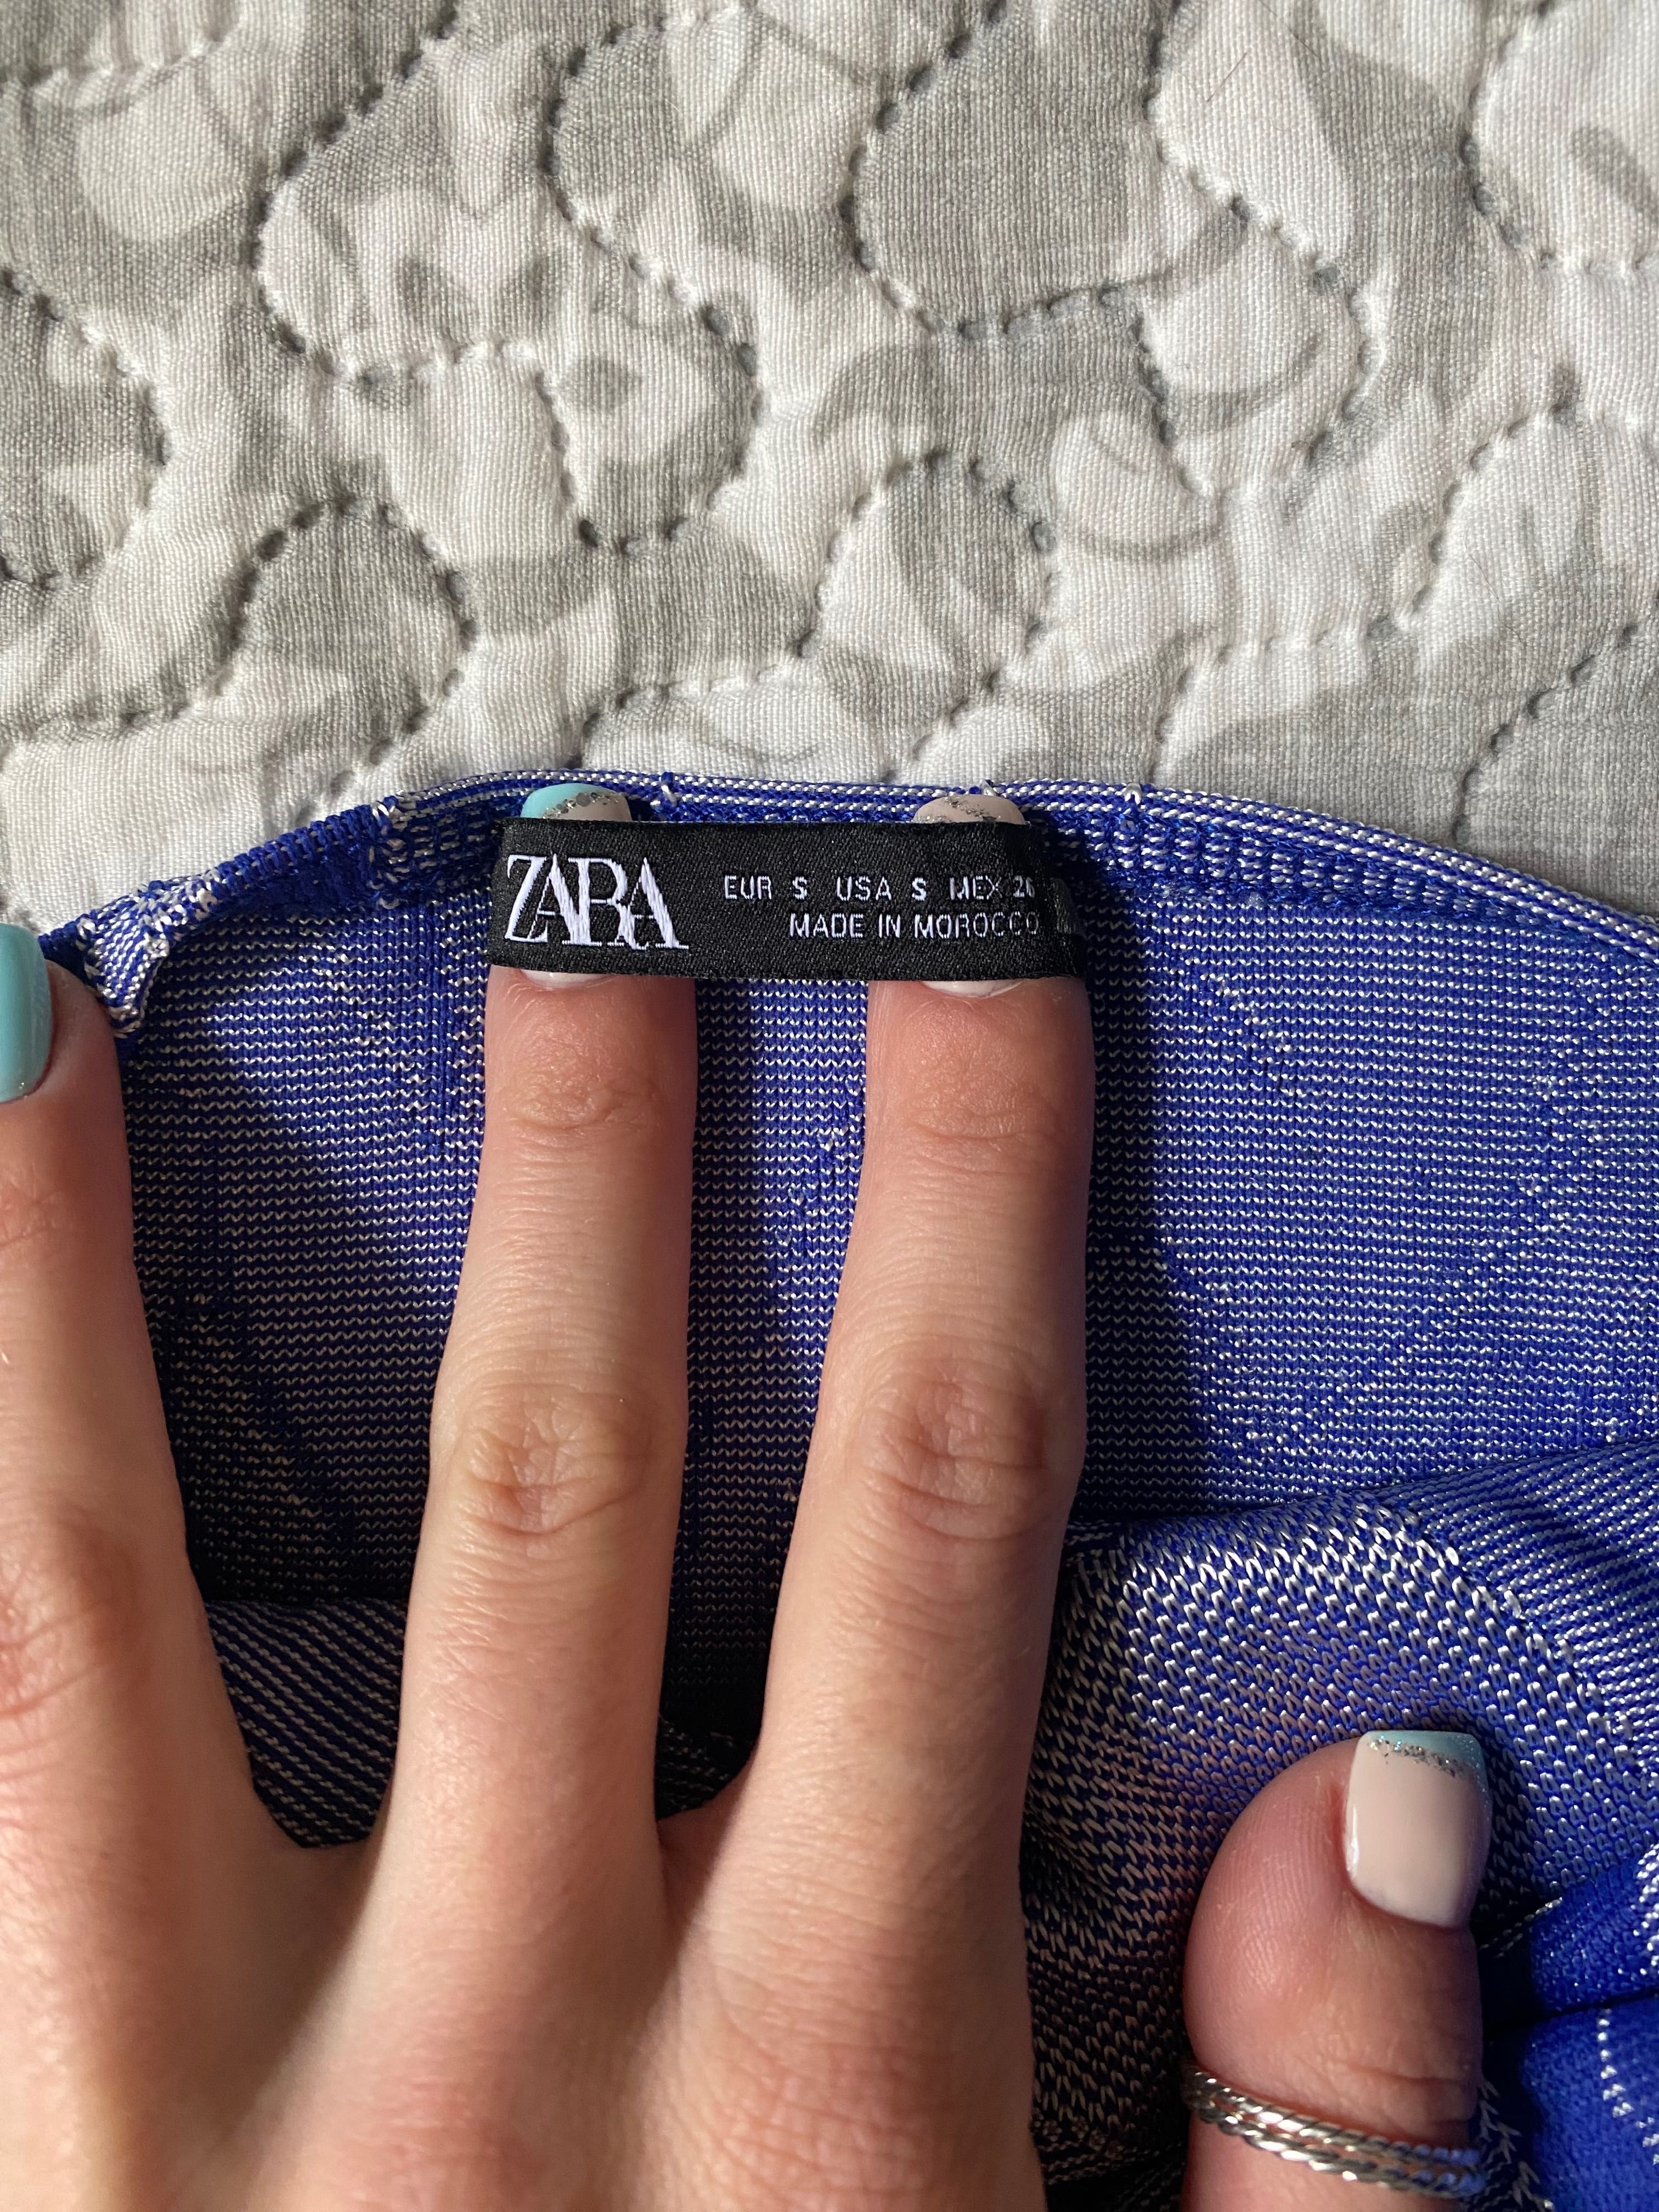 ZARA
EUR S USA S MEX 26
MADE IN MOROCCO